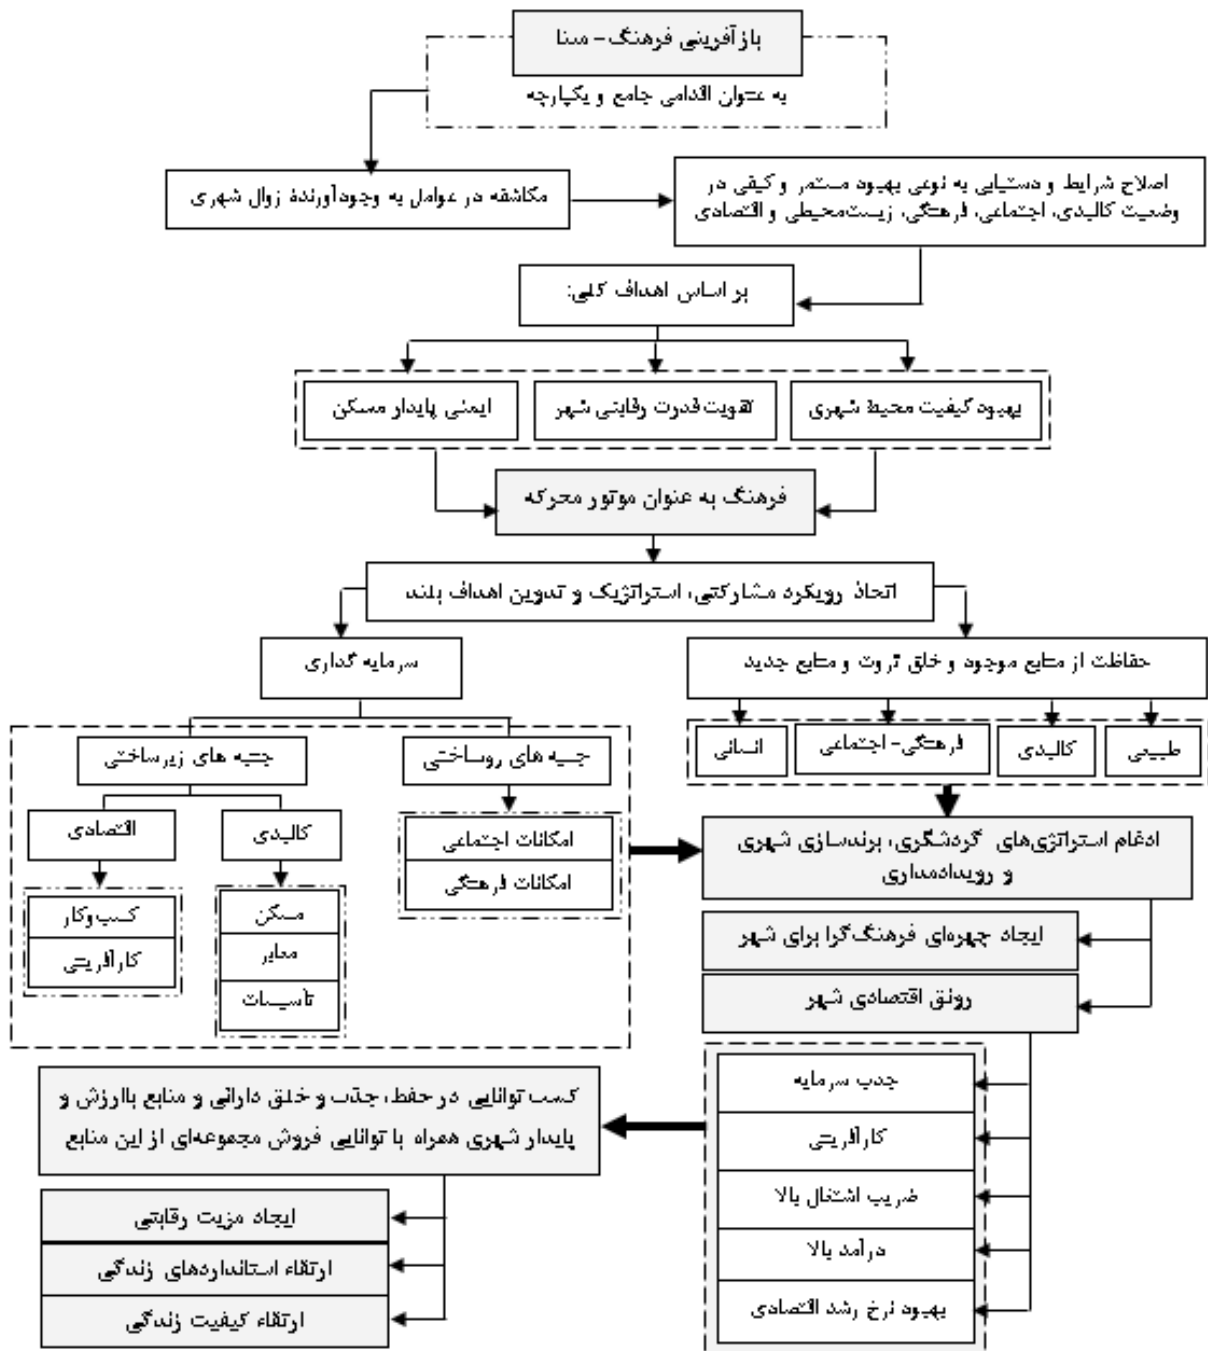 بازآفرینی فرهنگ- مبنا
به عنوان اقدامی جامع و یکپارچه
مکاشفه در عوامل به وجودآورندهٔ زوال شهری
اصلاح شرایط و دستیابی به نوعی بهبود مستمر و کیفی در
وضعیت کالبدی، اجتماعی، فرهنگی، زیست‌محیطی و اقتصادی
بر اساس اهداف کلی:
بهبود کیفیت محیط شهری
تقویت قدرت رقابتی شهر
ایمنی پایدار مسکن
فرهنگ به عنوان موتور محرکه
اتخاذ رویکرد مشارکتی، استراتژیک و تدوین اهداف بلند
حفاظت از منابع موجود و خلق ثروت و منابع جدید
سرمایه گذاری
طبیعی
کالبدی
فرهنگی- اجتماعی
انسانی
جنبه های روساختی
جنبه های زیرساختی
امکانات اجتماعی
امکانات فرهنگی
کالبدی
اقتصادی
مسکن
معابر
تأسیسات
کسب‌وکار
کارآفرینی
ادغام استراتژی‌های گردشگری، برندسازی شهری
و رویدادمداری
ایجاد چهره‌ای فرهنگ‌گرا برای شهر
رونق اقتصادی شهر
جذب سرمایه
کارآفرینی
ضریب اشتغال بالا
درآمد بالا
بهبود نرخ رشد اقتصادی
کسب توانایی در حفظ، جذب و خلق دارائی و منابع باارزش و
پایدار شهری همراه با توانایی فروش مجموعه‌ای از این منابع
ایجاد مزیت رقابتی
ارتقاء استانداردهای زندگی
ارتقاء کیفیت زندگی